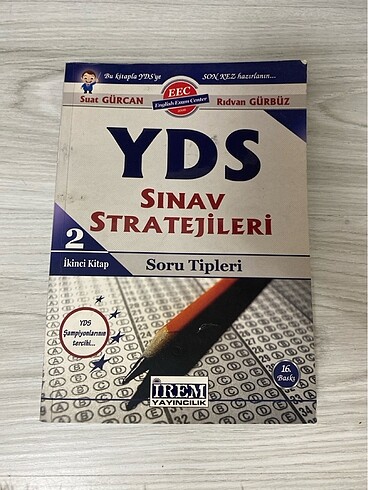 Bu kitapla YDS'ye
SON KEZ hazırlanın...
EEC
English Exam Center
Suat GÜRCAN
Rıdvan GÜRBÜZ
YDS
SINAV
STRATEJİLERİ
2
İkinci Kitap
Soru Tipleri
YDS
Şampiyonlarının
tercihi...
16.
Baskı
İREM
YAYINCILIK